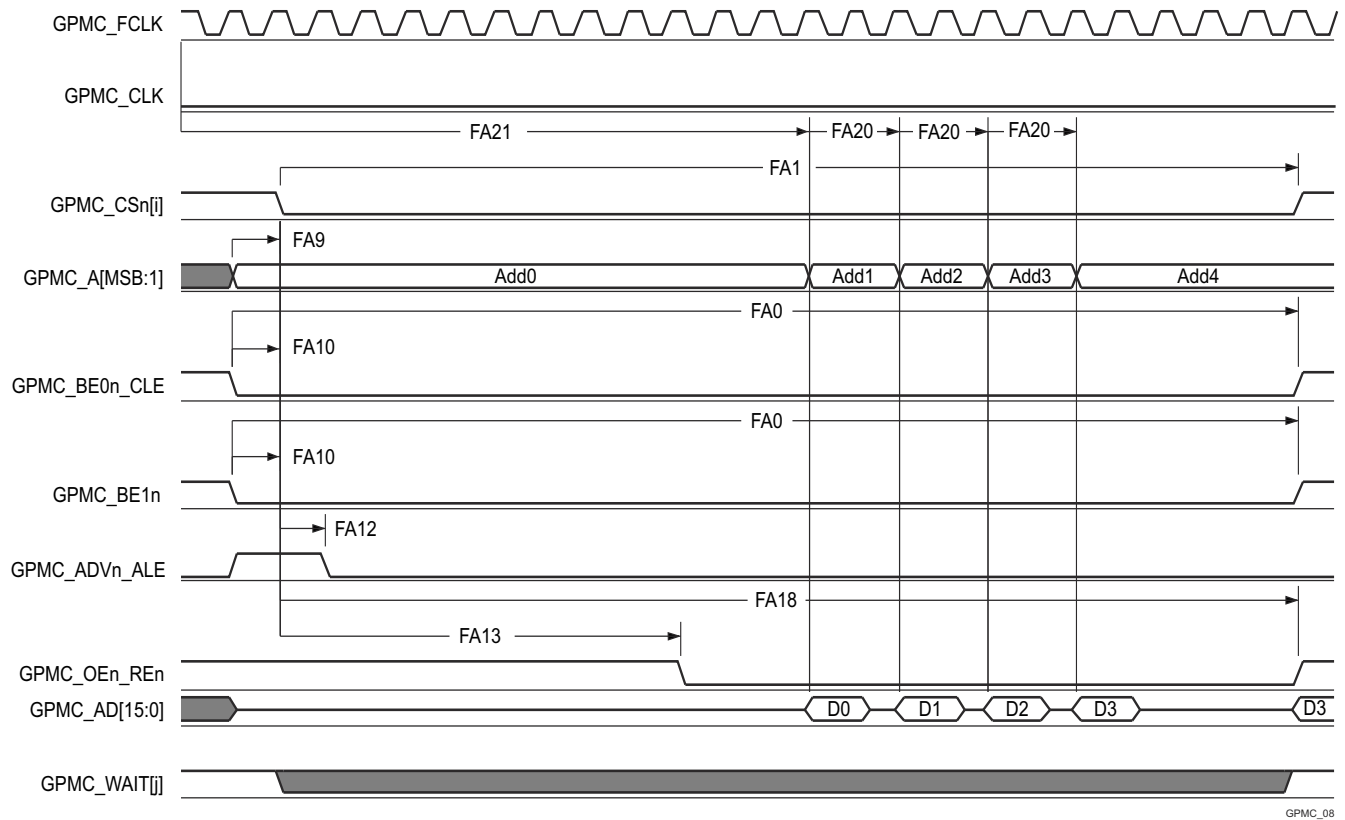 GPMC_FCLK
GPMC_CLK
FA21 FA20 FA20 FA20
FA1
GPMC_CSn[i]
FA9
GPMC_A[MSB:1] Add0 Add1 Add2 Add3 Add4
FA0
FA10
GPMC_BE0n_CLE
FA0
FA10
GPMC_BE1n
FA12
GPMC_ADVn_ALE
FA18
FA13
GPMC_OEn_REn
GPMC_AD[15:0] D0 D1 D2 D3 D3
GPMC_WAIT[j]
GPMC_08